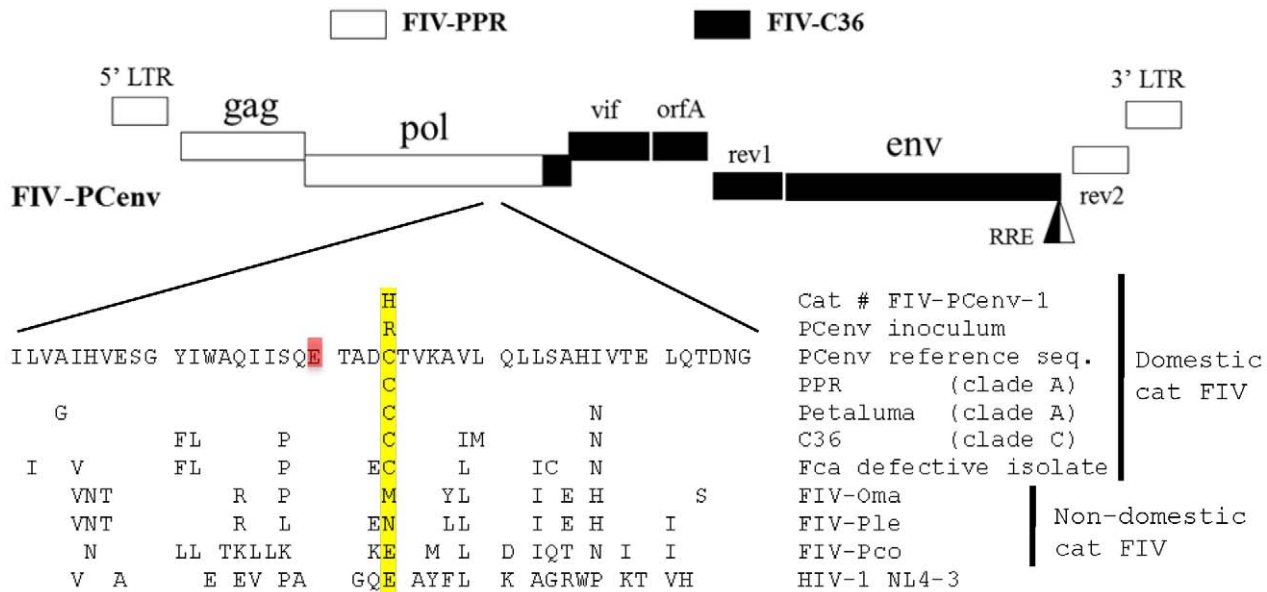 FIV-PPR FIV-C36
5' LTR 3' LTR
gag pol vif orfA rev1 env rev2
FIV-PCenv
RRE
H Cat # FIV-PCenv-1
R PCenv inoculum
ILVAIHVESG YIWAQIISQE TADCTVKAVL QLLSAHIVTE LQTDNG PCenv reference seq.
C PPR (clade A)
G C N Petaluma (clade A)
FL P C IM N C36 (clade C)
I V FL P EC L IC N Fca defective isolate
VNT R P M YL I E H S FIV-Oma
VNT R L EN LL I E H I FIV-Ple
N LL TKLLK KE M L D IQT N I I FIV-Pco
V A E EV PA GQE AYFL K AGRWP KT VH HIV-1 NL4-3
Domestic
cat FIV
Non-domestic
cat FIV